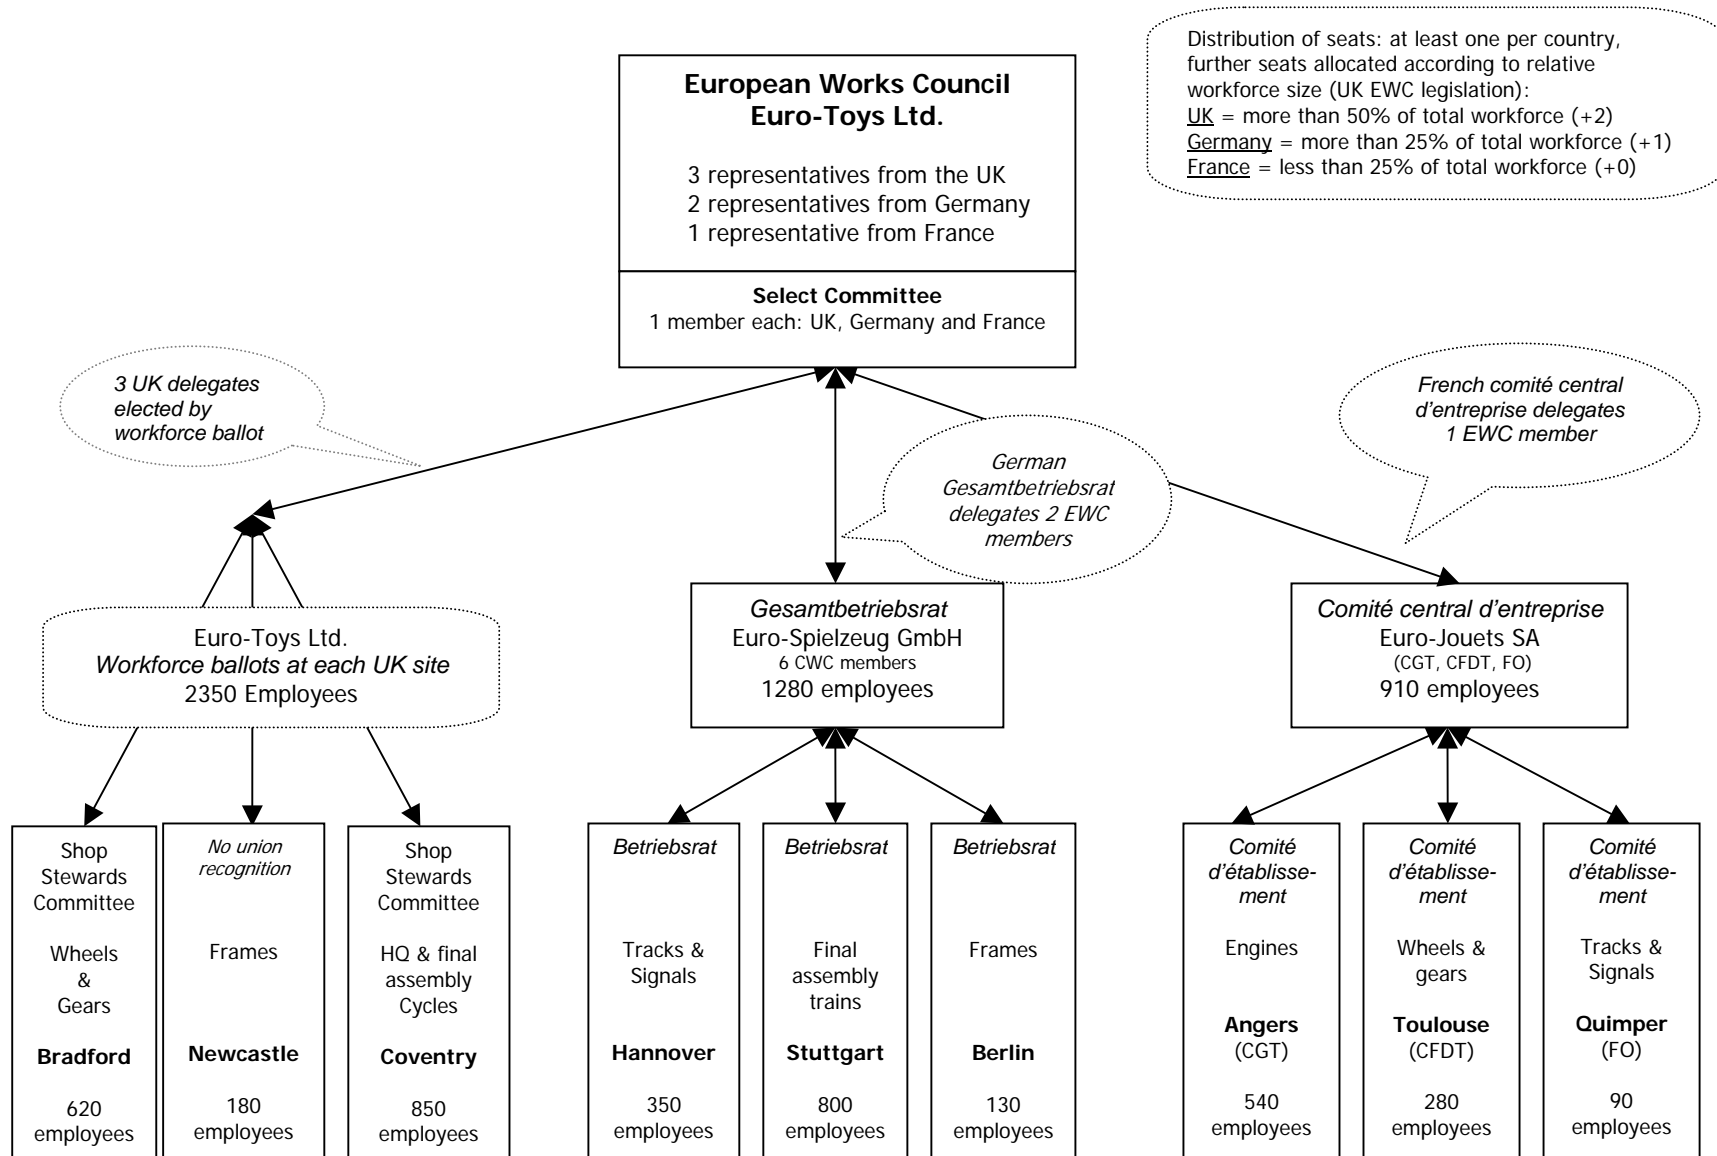 Distribution of seats: at least one per country,
further seats allocated according to relative
workforce size (UK EWC legislation):
UK = more than 50% of total workforce (+2)
Germany = more than 25% of total workforce (+1)
France = less than 25% of total workforce (+0)
European Works Council
Euro-Toys Ltd.
3 representatives from the UK
2 representatives from Germany
1 representative from France
Select Committee
1 member each: UK, Germany and France
3 UK delegates
elected by
workforce ballot
German
Gesamtbetriebsrat
delegates 2 EWC
members
French comité central
d'entreprise delegates
1 EWC member
Euro-Toys Ltd.
Workforce ballots at each UK site
2350 Employees
Gesamtbetriebsrat
Euro-Spielzeug GmbH
6 CWC members
1280 employees
Comité central d'entreprise
Euro-Jouets SA
(CGT, CFDT, FO)
910 employees
Shop
Stewards
Committee
Wheels
&
Gears
Bradford
620
employees
No union
recognition
Frames
Newcastle
180
employees
Shop
Stewards
Committee
HQ & final
assembly
Cycles
Coventry
850
employees
Betriebsrat
Tracks &
Signals
Hannover
350
employees
Betriebsrat
Final
assembly
trains
Stuttgart
800
employees
Betriebsrat
Frames
Berlin
130
employees
Comité
d'établisse-
ment
Engines
Angers
(CGT)
540
employees
Comité
d'établisse-
ment
Wheels &
gears
Toulouse
(CFDT)
280
employees
Comité
d'établisse-
ment
Tracks &
Signals
Quimper
(FO)
90
employees